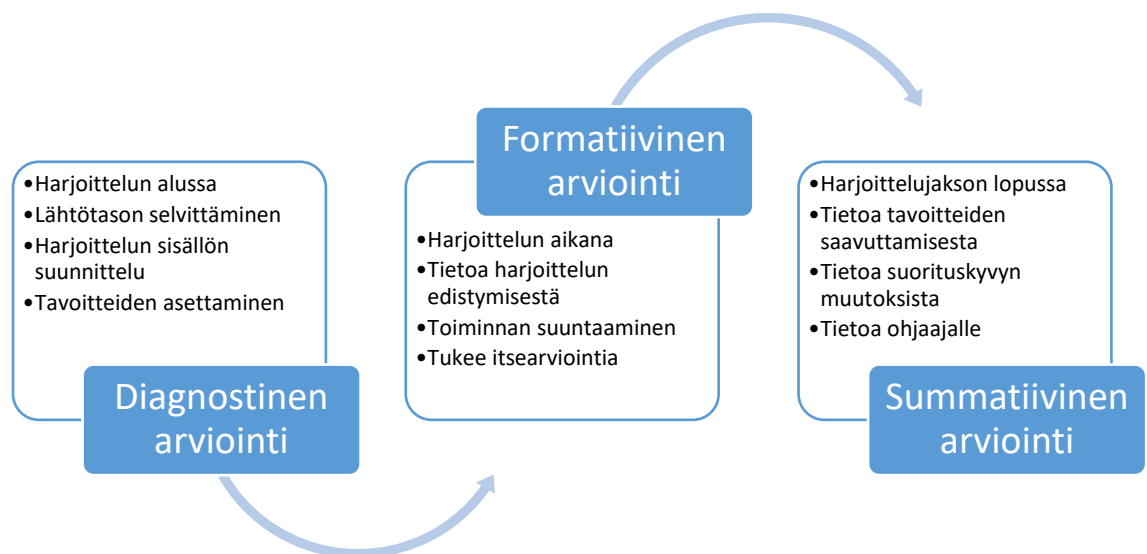 •Harjoittelun alussa
•Lähtötason selvittäminen
•Harjoittelun sisällön
suunnittelu
•Tavoitteiden asettaminen
Diagnostinen
arviointi
Formatiivinen
arviointi
•Harjoittelun aikana
•Tietoa harjoittelun
edistymisestä
•Toiminnan suuntaaminen
•Tukee itsearviointia
•Harjoittelujakson lopussa
•Tietoa tavoitteiden
saavuttamisesta
•Tietoa suorituskyvyn
muutoksista
•Tietoa ohjaajalle
Summatiivinen
arviointi